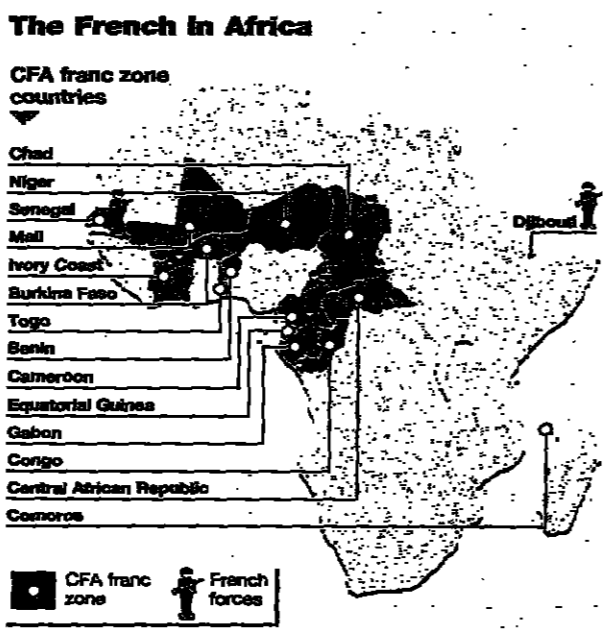 The French in Africa
CFA franc zone
countries
Chad
Niger
Senegal
Mali
Ivory Coast
Burkina Faso
Togo
Benin
Cameroon
Equatorial Guinea
Gabon
Congo
Central African Republic
Comoros
Djibouti
CFA franc
zone
French
forces